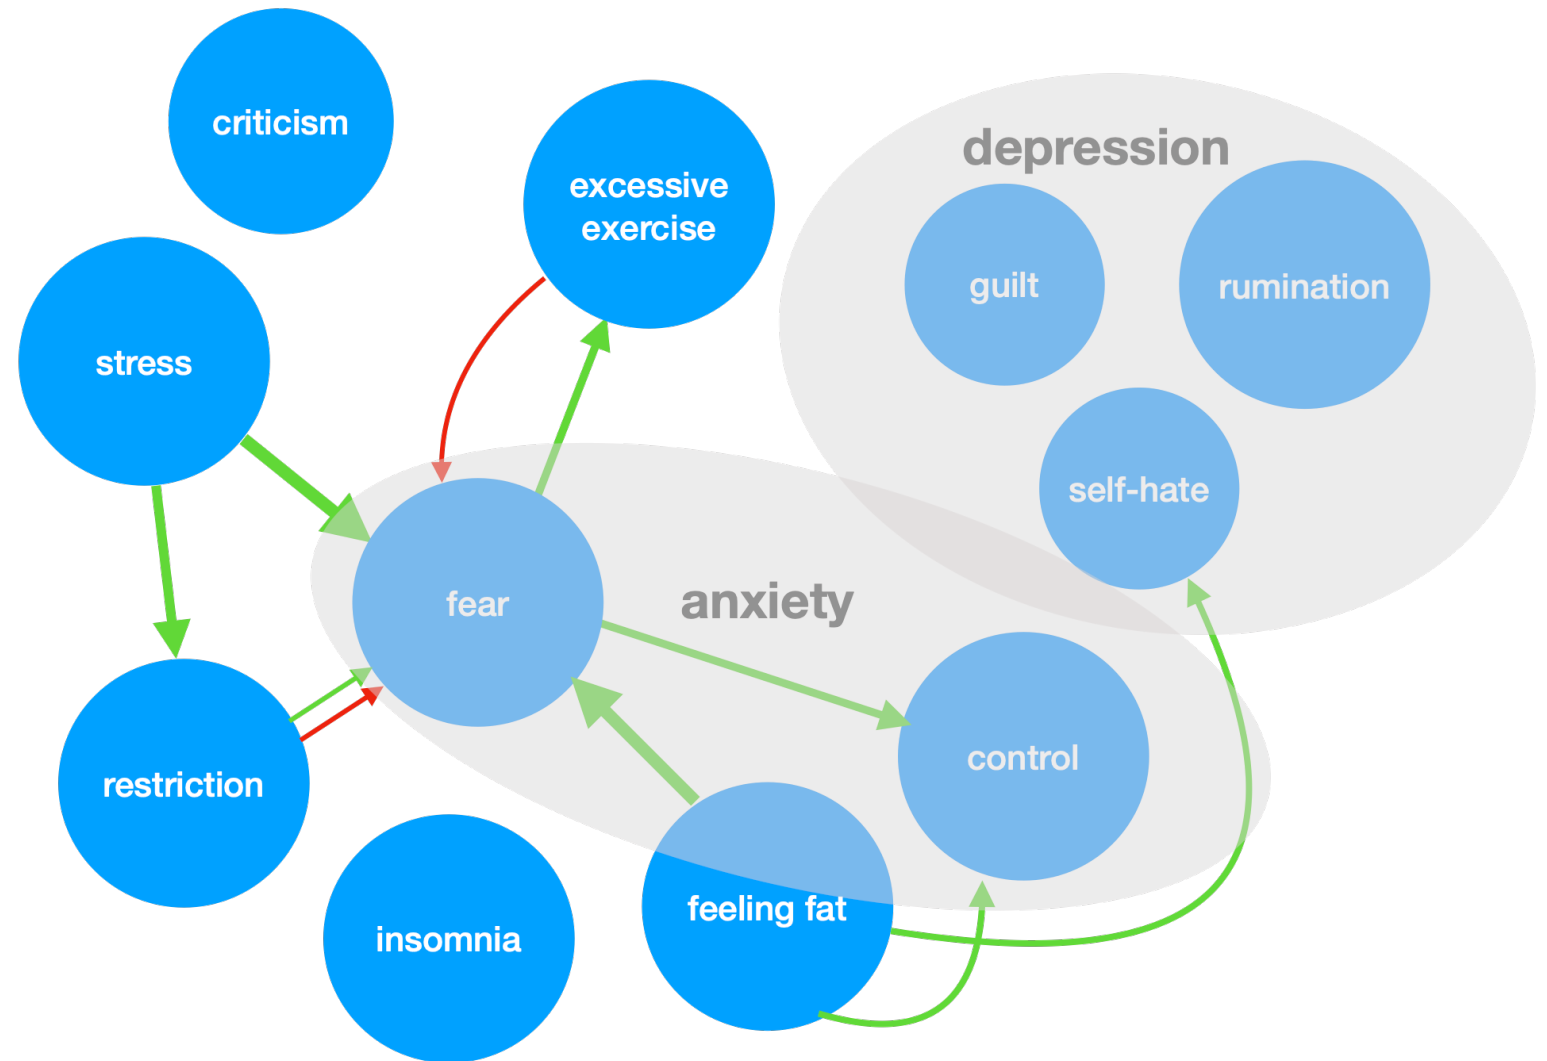 criticism
excessive
exercise
depression
guilt
rumination
stress
self-hate
fear
anxiety
control
restriction
feeling fat
insomnia